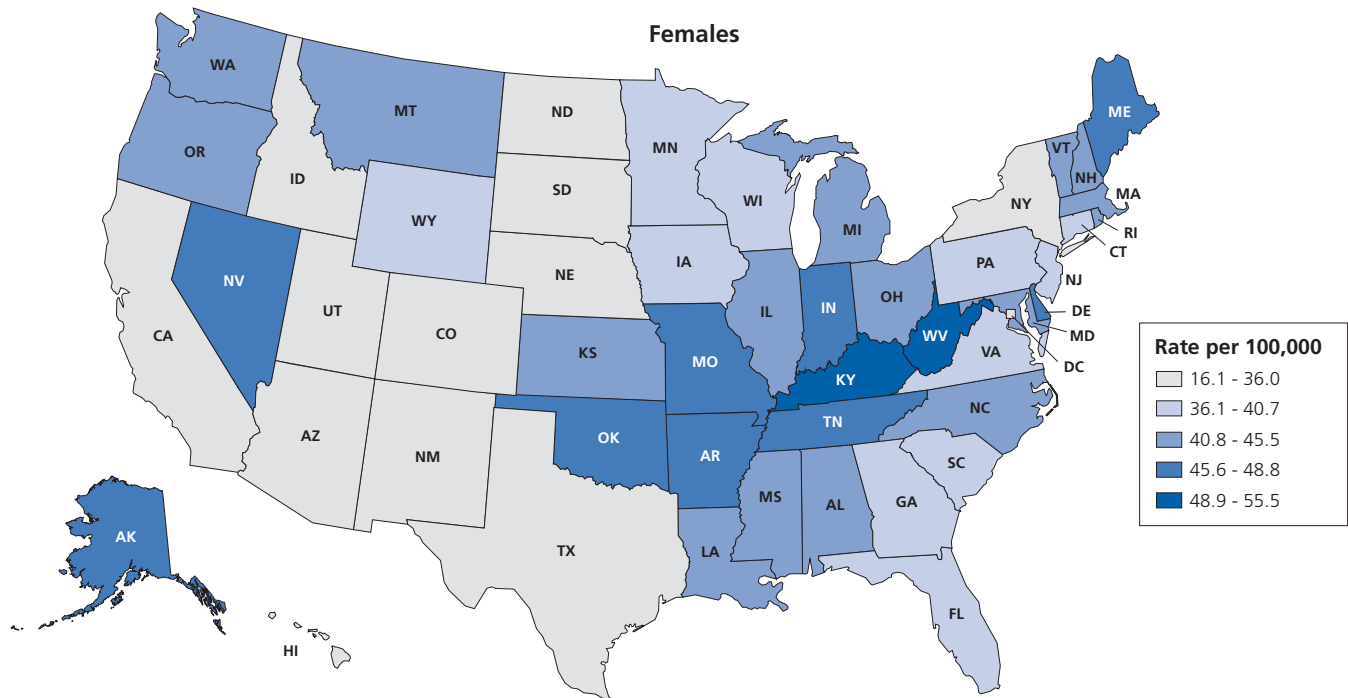 Females
WA
MT
ND
MN
ME
OR
ID
SD
WI
MI
VT
NH
MA
NY
RI
CT
WY
IA
PA
NJ
NV
NE
IL
IN
OH
DE
MD
DC
UT
CO
KS
MO
WV
VA
KY
CA
AZ
NM
OK
AR
TN
NC
SC
MS
AL
GA
TX
LA
FL
AK
HI
Rate per 100,000
16.1 - 36.0
36.1 - 40.7
40.8 - 45.5
45.6 - 48.8
48.9 - 55.5